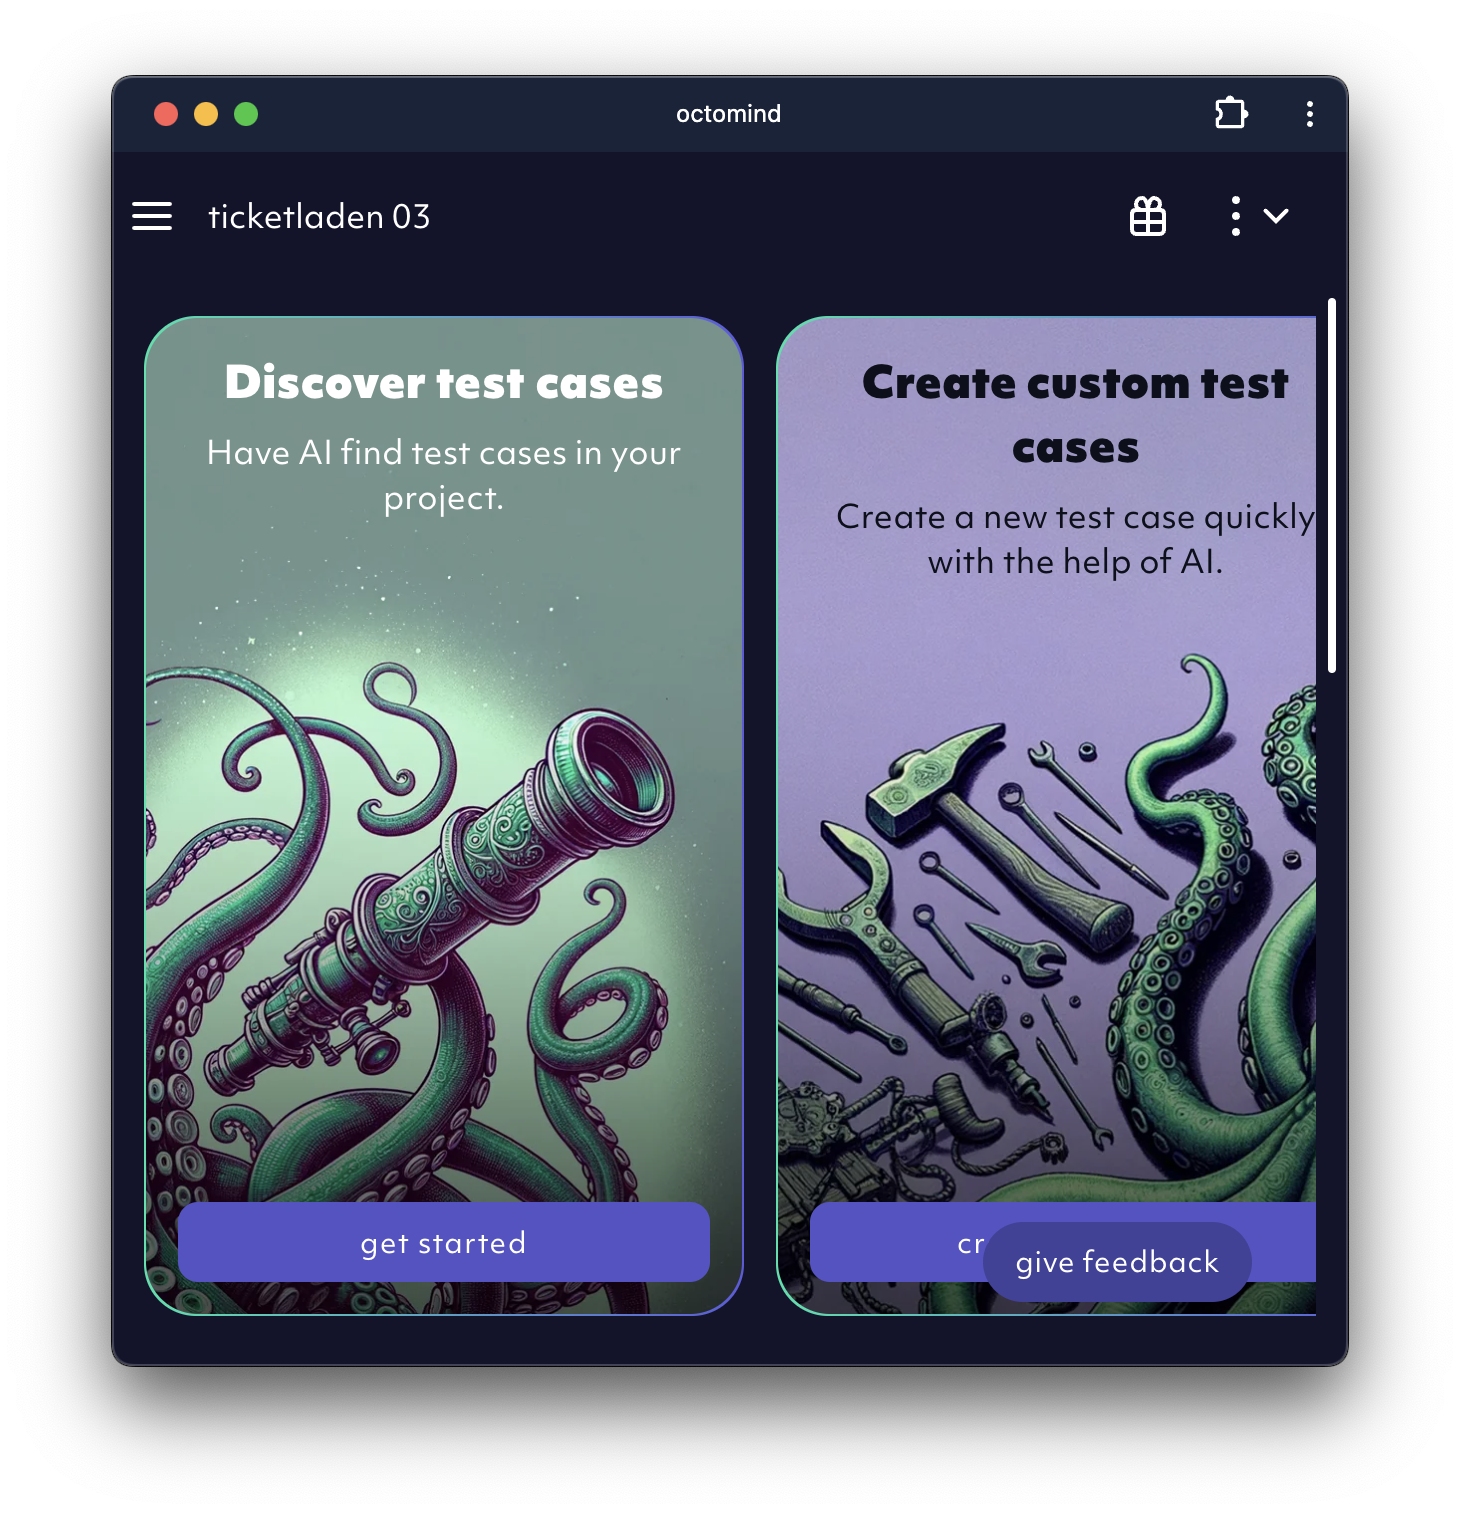 octomind
ticketladen 03
Discover test cases
Have AI find test cases in your
project.
get started
Create custom test
cases
Create a new test case quickly
with the help of AI.
give feedback